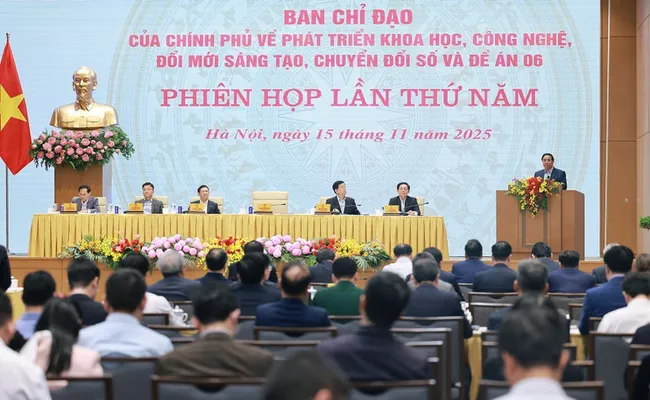 BAN CHỈ ĐẠO
CỦA CHÍNH PHỦ VỀ PHÁT TRIỂN KHOA HỌC, CÔNG NGHỆ,
ĐỔI MỚI SÁNG TẠO, CHUYỂN ĐỔI SỐ VÀ ĐỀ ÁN 06
PHIÊN HỌP LẦN THỨ NĂM
Hà Nội, ngày 15 tháng 11 năm 2025